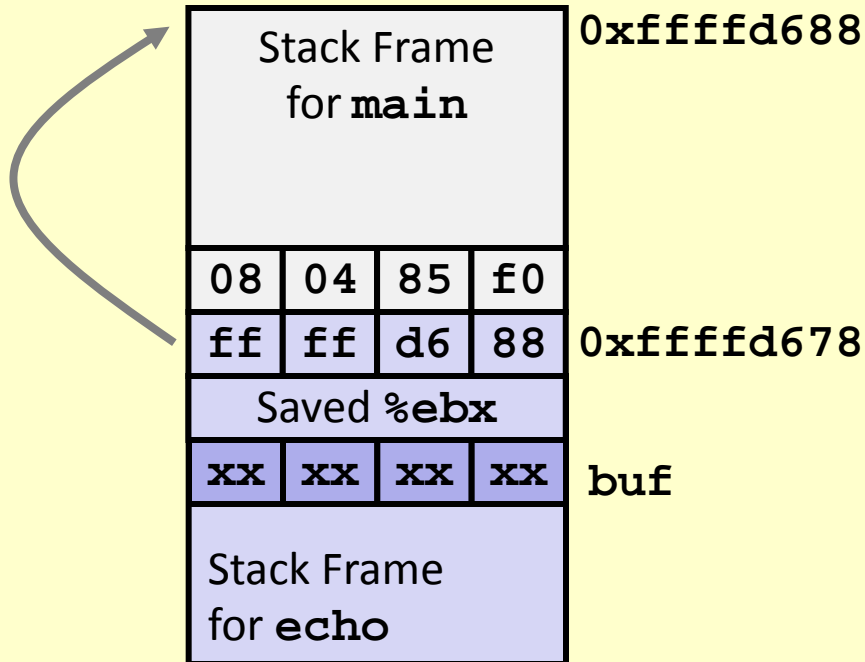 Stack Frame 0xffffd688
for main
08 04 85 f0
ff ff d6 88 0xffffd678
Saved %ebx
xx xx xx xx buf
Stack Frame
for echo